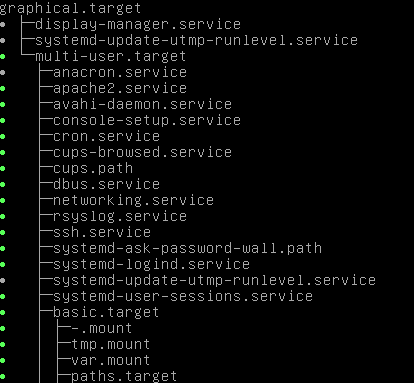 graphical.target
● ├─display-manager.service
● ├─systemd-update-utmp-runlevel.service
● └─multi-user.target
●   ├─anacron.service
●   ├─apache2.service
●   ├─avahi-daemon.service
●   ├─console-setup.service
●   ├─cron.service
●   ├─cups-browsed.service
●   ├─cups.path
●   ├─dbus.service
●   ├─networking.service
●   ├─rsyslog.service
●   ├─ssh.service
●   ├─systemd-ask-password-wall.path
●   ├─systemd-logind.service
●   ├─systemd-update-utmp-runlevel.service
●   ├─systemd-user-sessions.service
●   ├─basic.target
●   │ ├─-.mount
●   │ ├─tmp.mount
●   │ ├─var.mount
●   │ ├─paths.target